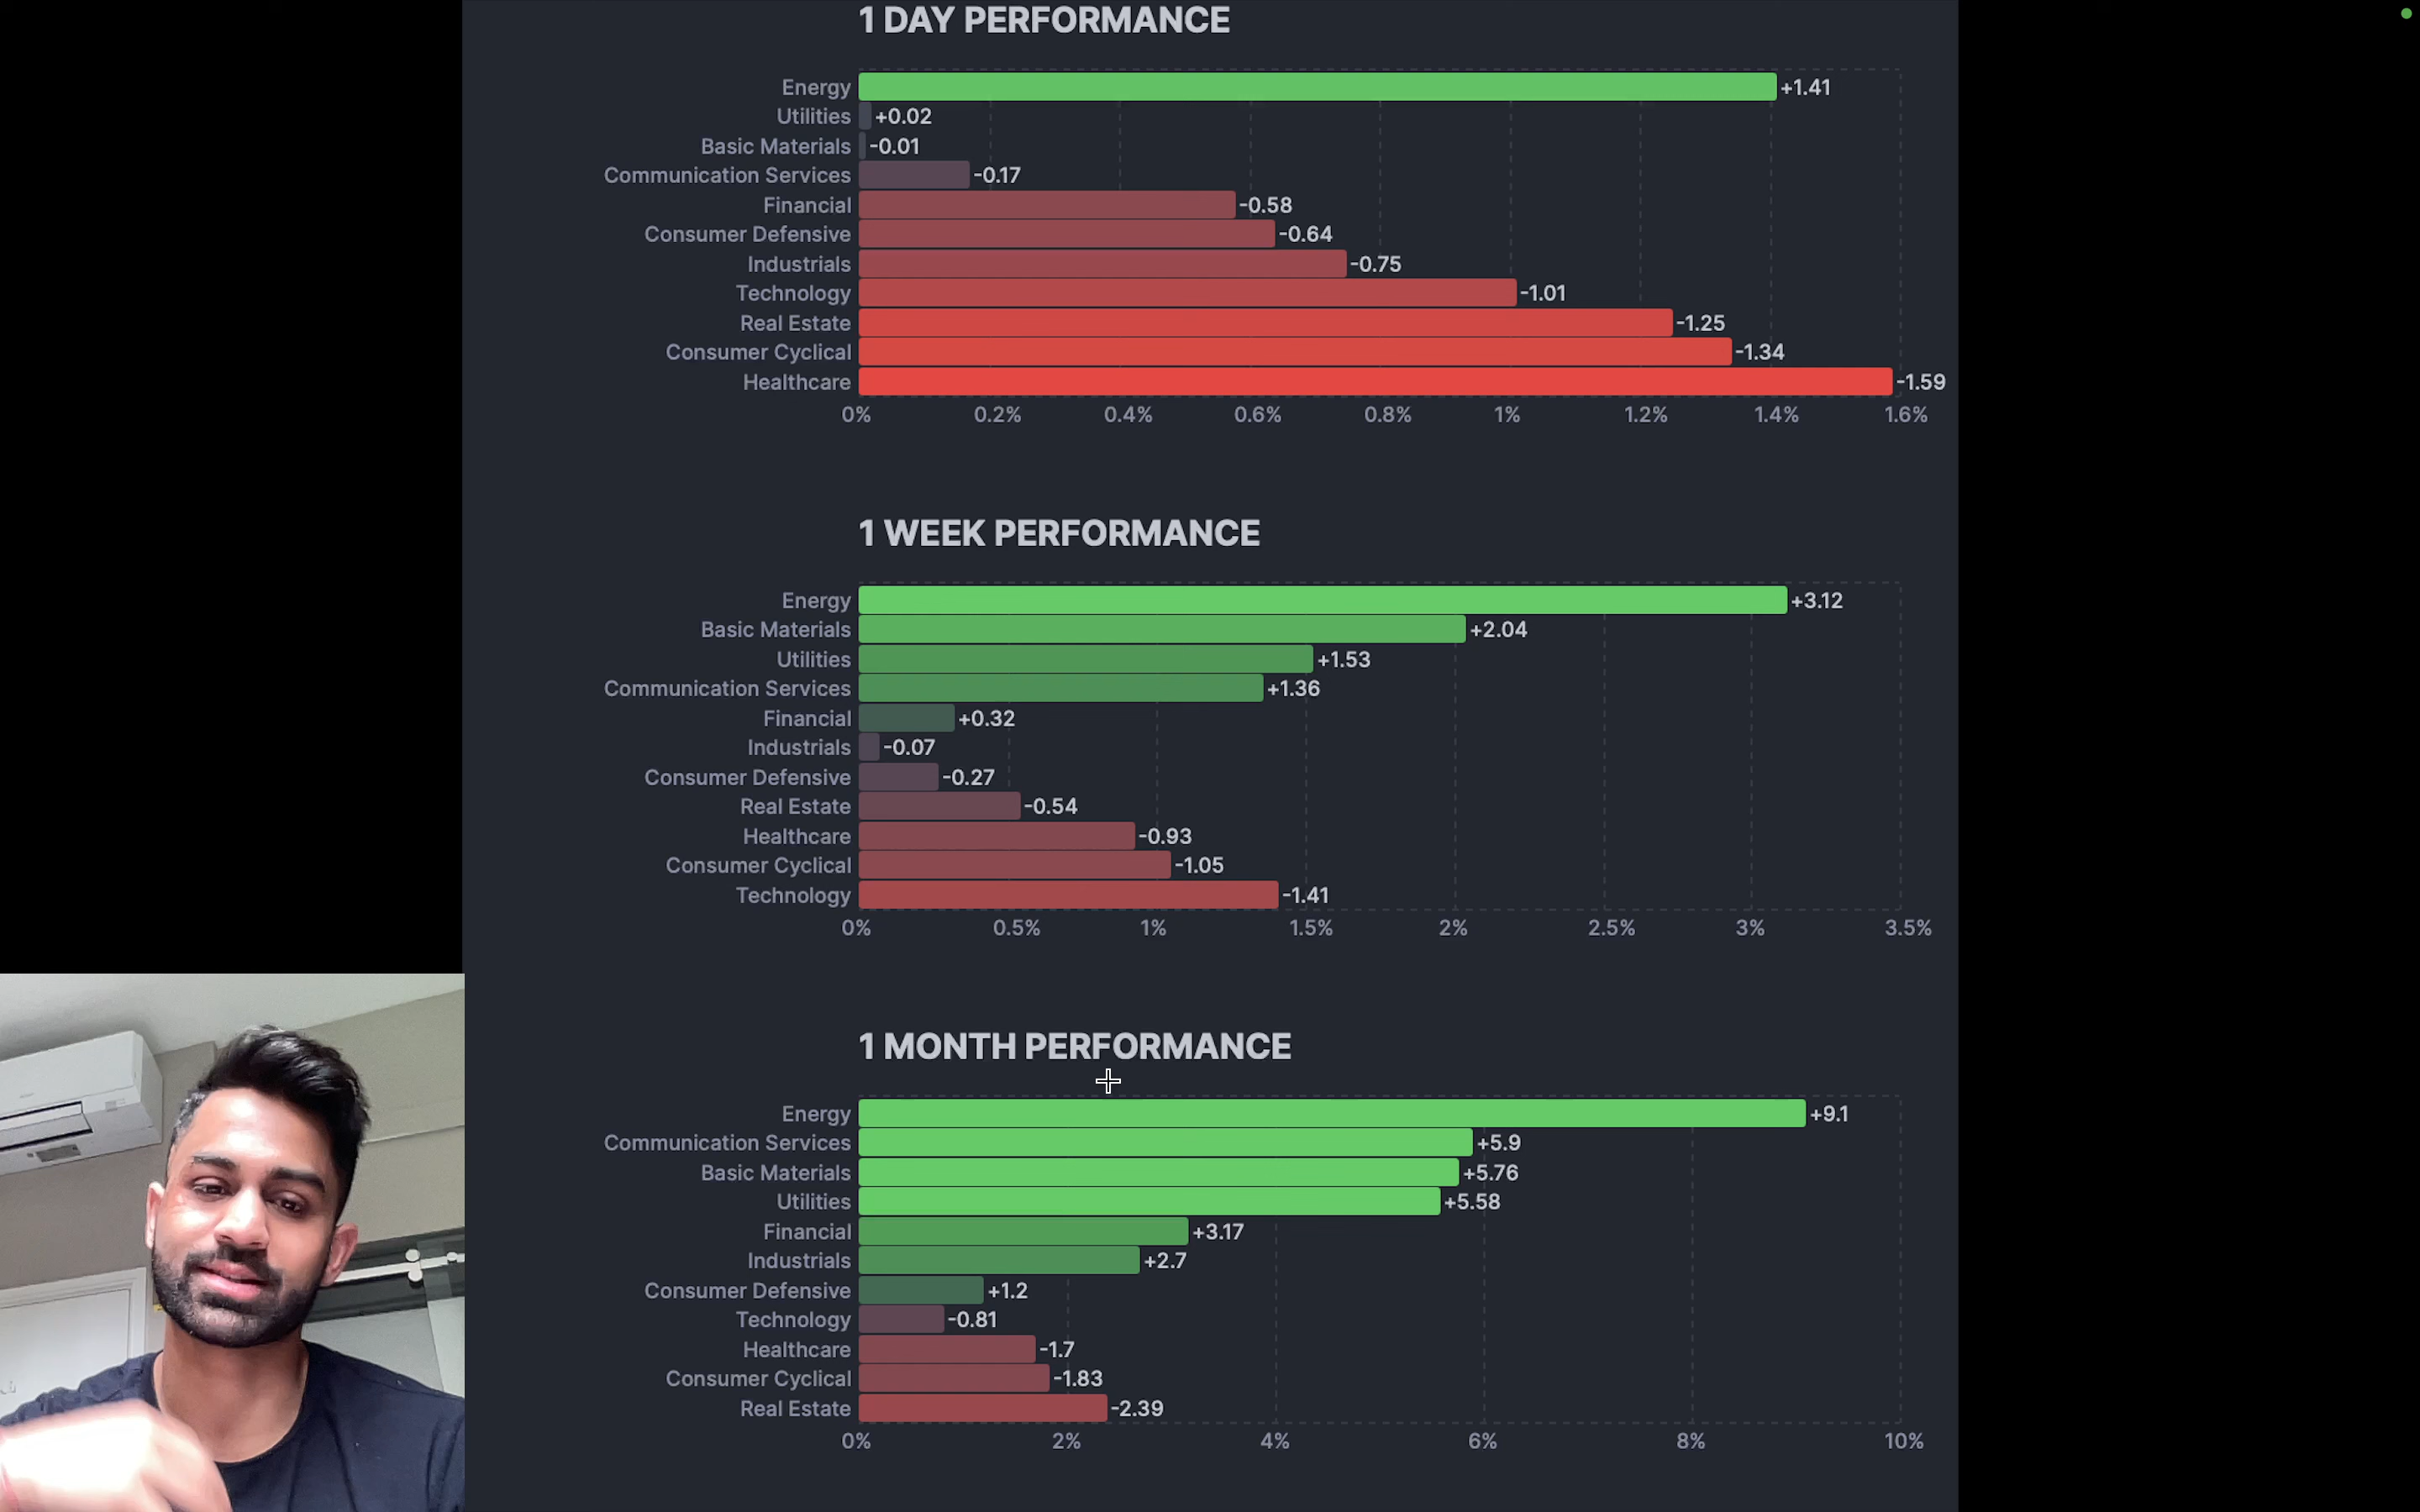 1 DAY PERFORMANCE
Energy +1.41
Utilities +0.02
Basic Materials -0.01
Communication Services -0.17
Financial -0.58
Consumer Defensive -0.64
Industrials -0.75
Technology -1.01
Real Estate -1.25
Consumer Cyclical -1.34
Healthcare -1.59
0% 0.2% 0.4% 0.6% 0.8% 1% 1.2% 1.4% 1.6%
1 WEEK PERFORMANCE
Energy +3.12
Basic Materials +2.04
Utilities +1.53
Communication Services +1.36
Financial +0.32
Industrials -0.07
Consumer Defensive -0.27
Real Estate -0.54
Healthcare -0.93
Consumer Cyclical -1.05
Technology -1.41
0% 0.5% 1% 1.5% 2% 2.5% 3% 3.5%
1 MONTH PERFORMANCE
Energy +9.1
Communication Services +5.9
Basic Materials +5.76
Utilities +5.58
Financial +3.17
Industrials +2.7
Consumer Defensive +1.2
Technology -0.81
Healthcare -1.7
Consumer Cyclical -1.83
Real Estate -2.39
0% 2% 4% 6% 8% 10%